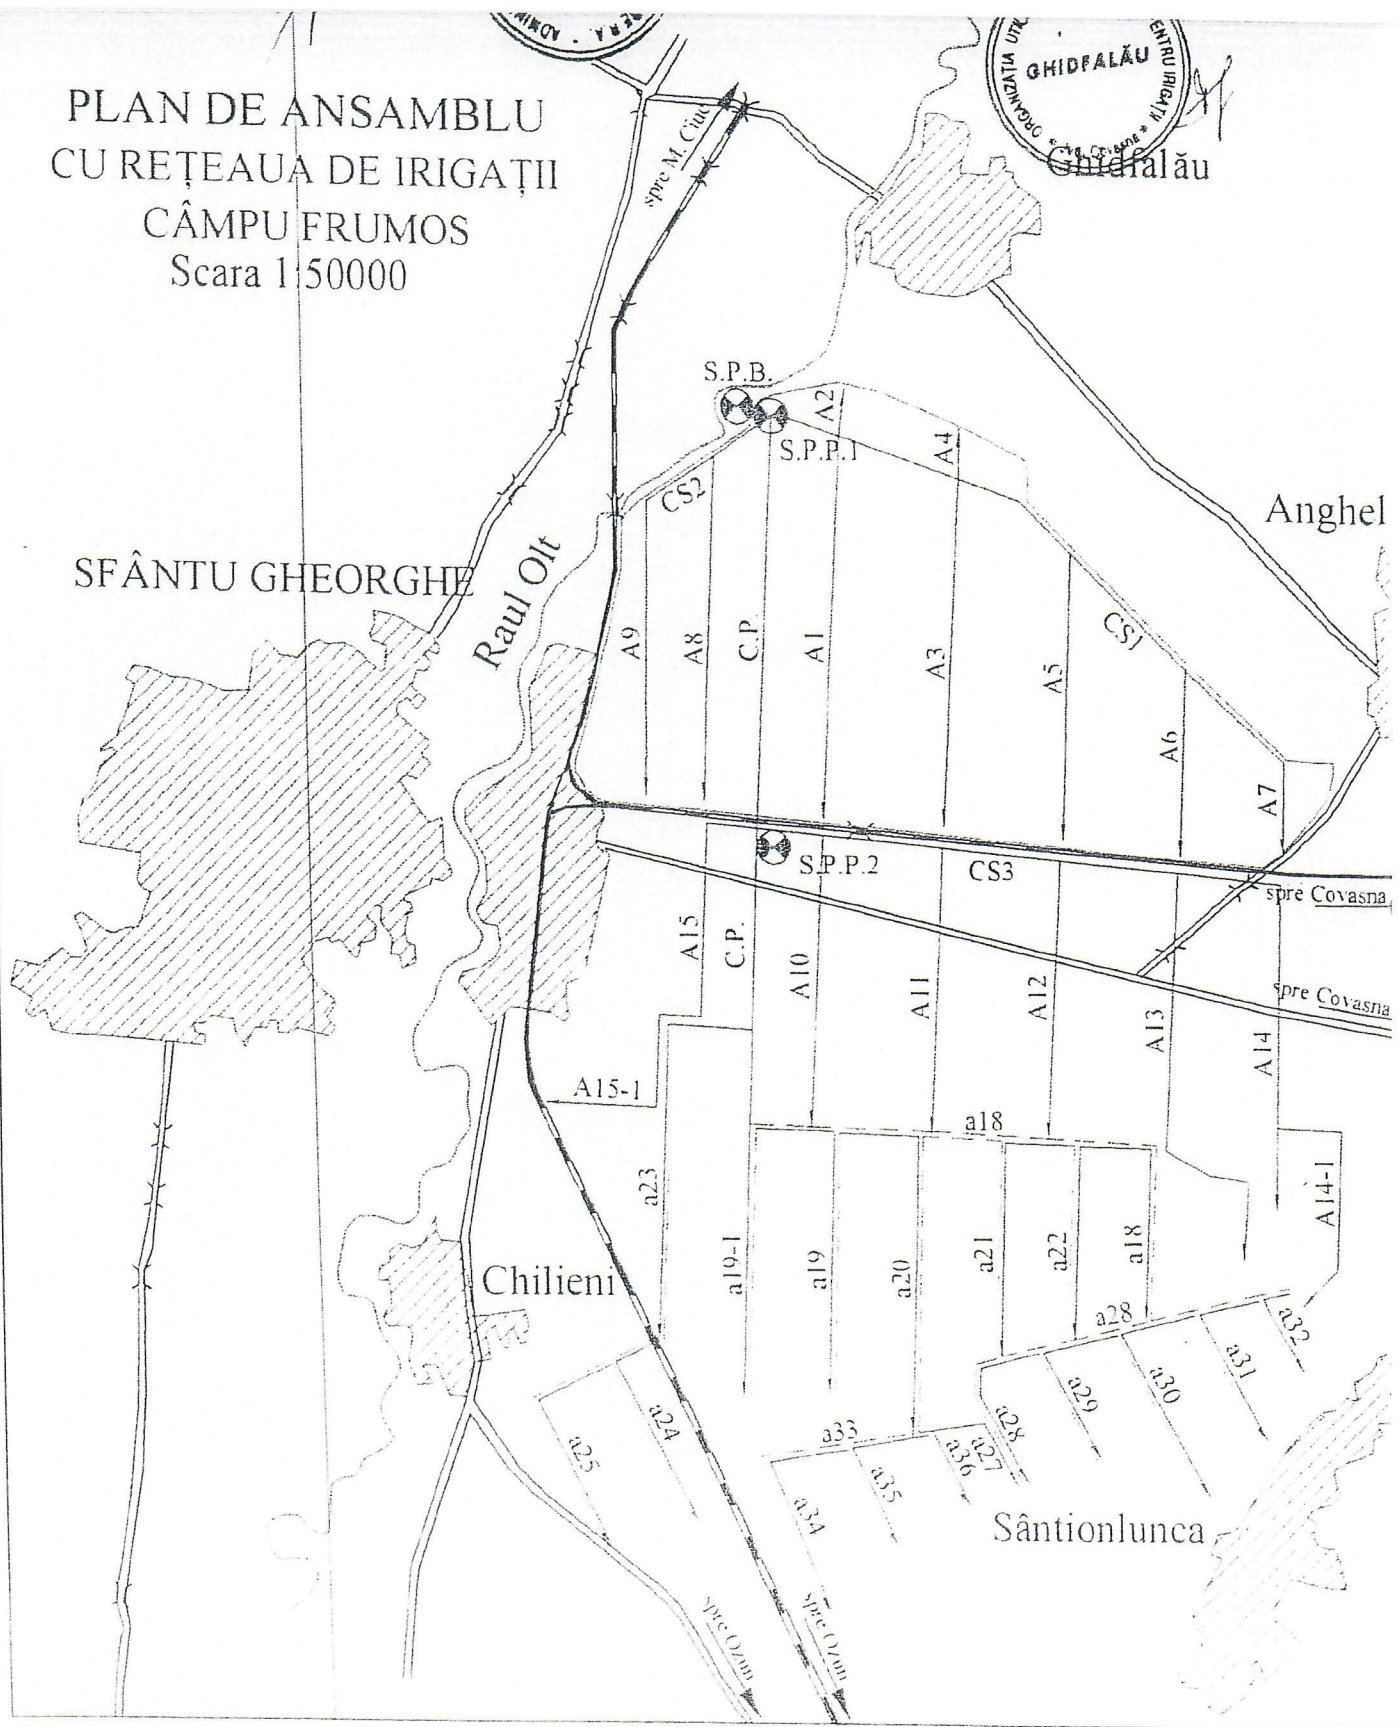 PLAN DE ANSAMBLU
CU REȚEAUA DE IRIGAȚII
CÂMPU FRUMOS
Scara 1:50000
GHIDFALĂU
ORGANIZAȚIA
Ghidfalău
spre M. Ciuc
S.P.B.
S.P.P.1
A2
A4
CS2
Anghel
SFÂNTU GHEORGHE
Raul Olt
A9
A8
C.P.
A1
A3
A5
CS1
A6
A7
S.P.P.2
CS3
spre Covasna
A15
C.P.
A10
A11
A12
A13
A14
spre Covasna
A15-1
a18
a23
a19-1
a19
a20
a21
a22
a18
A14-1
Chilieni
a28
a32
a31
a30
a29
a28
a27
a36
a33
a35
a34
a24
a25
Sântionlunca
spre Ozun
spre Ozun